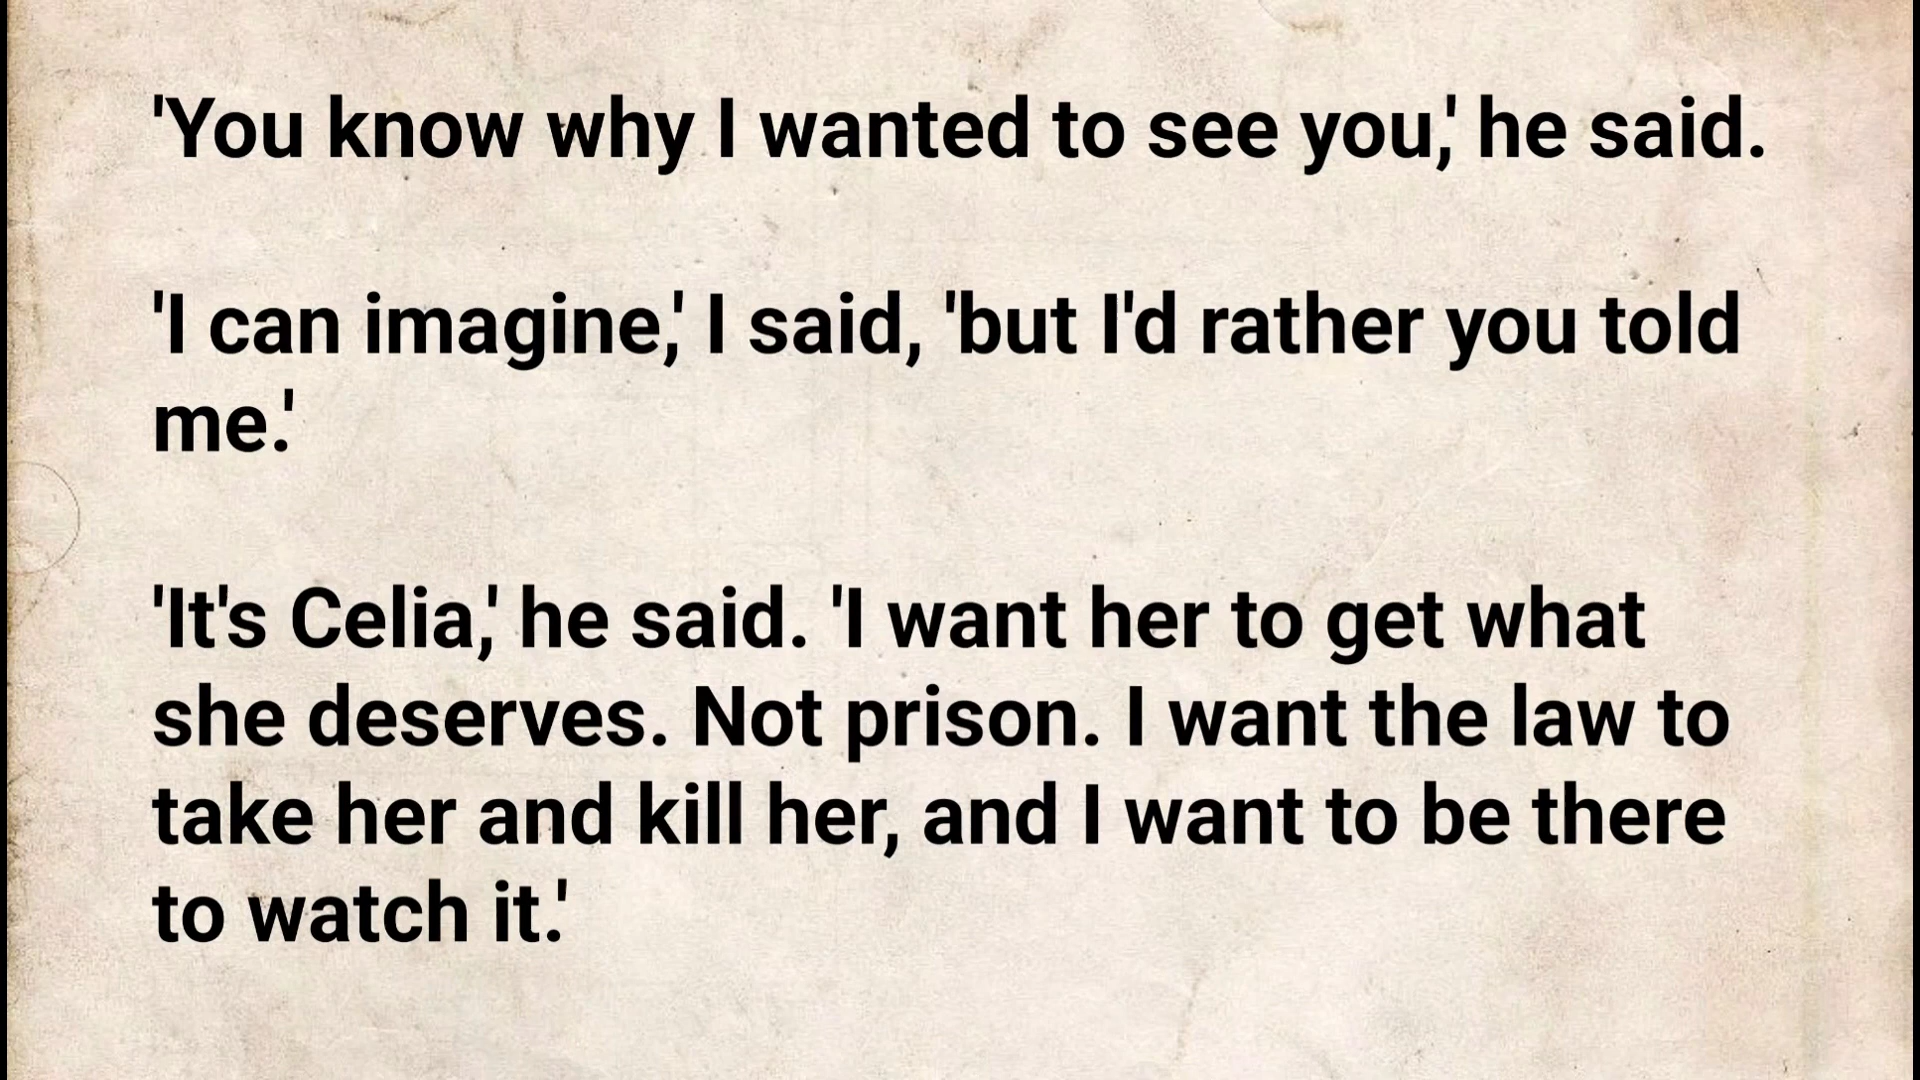 'You know why I wanted to see you,' he said.
'I can imagine,' I said, 'but I'd rather you told
me.'
'It's Celia,' he said. 'I want her to get what
she deserves. Not prison. I want the law to
take her and kill her, and I want to be there
to watch it.'